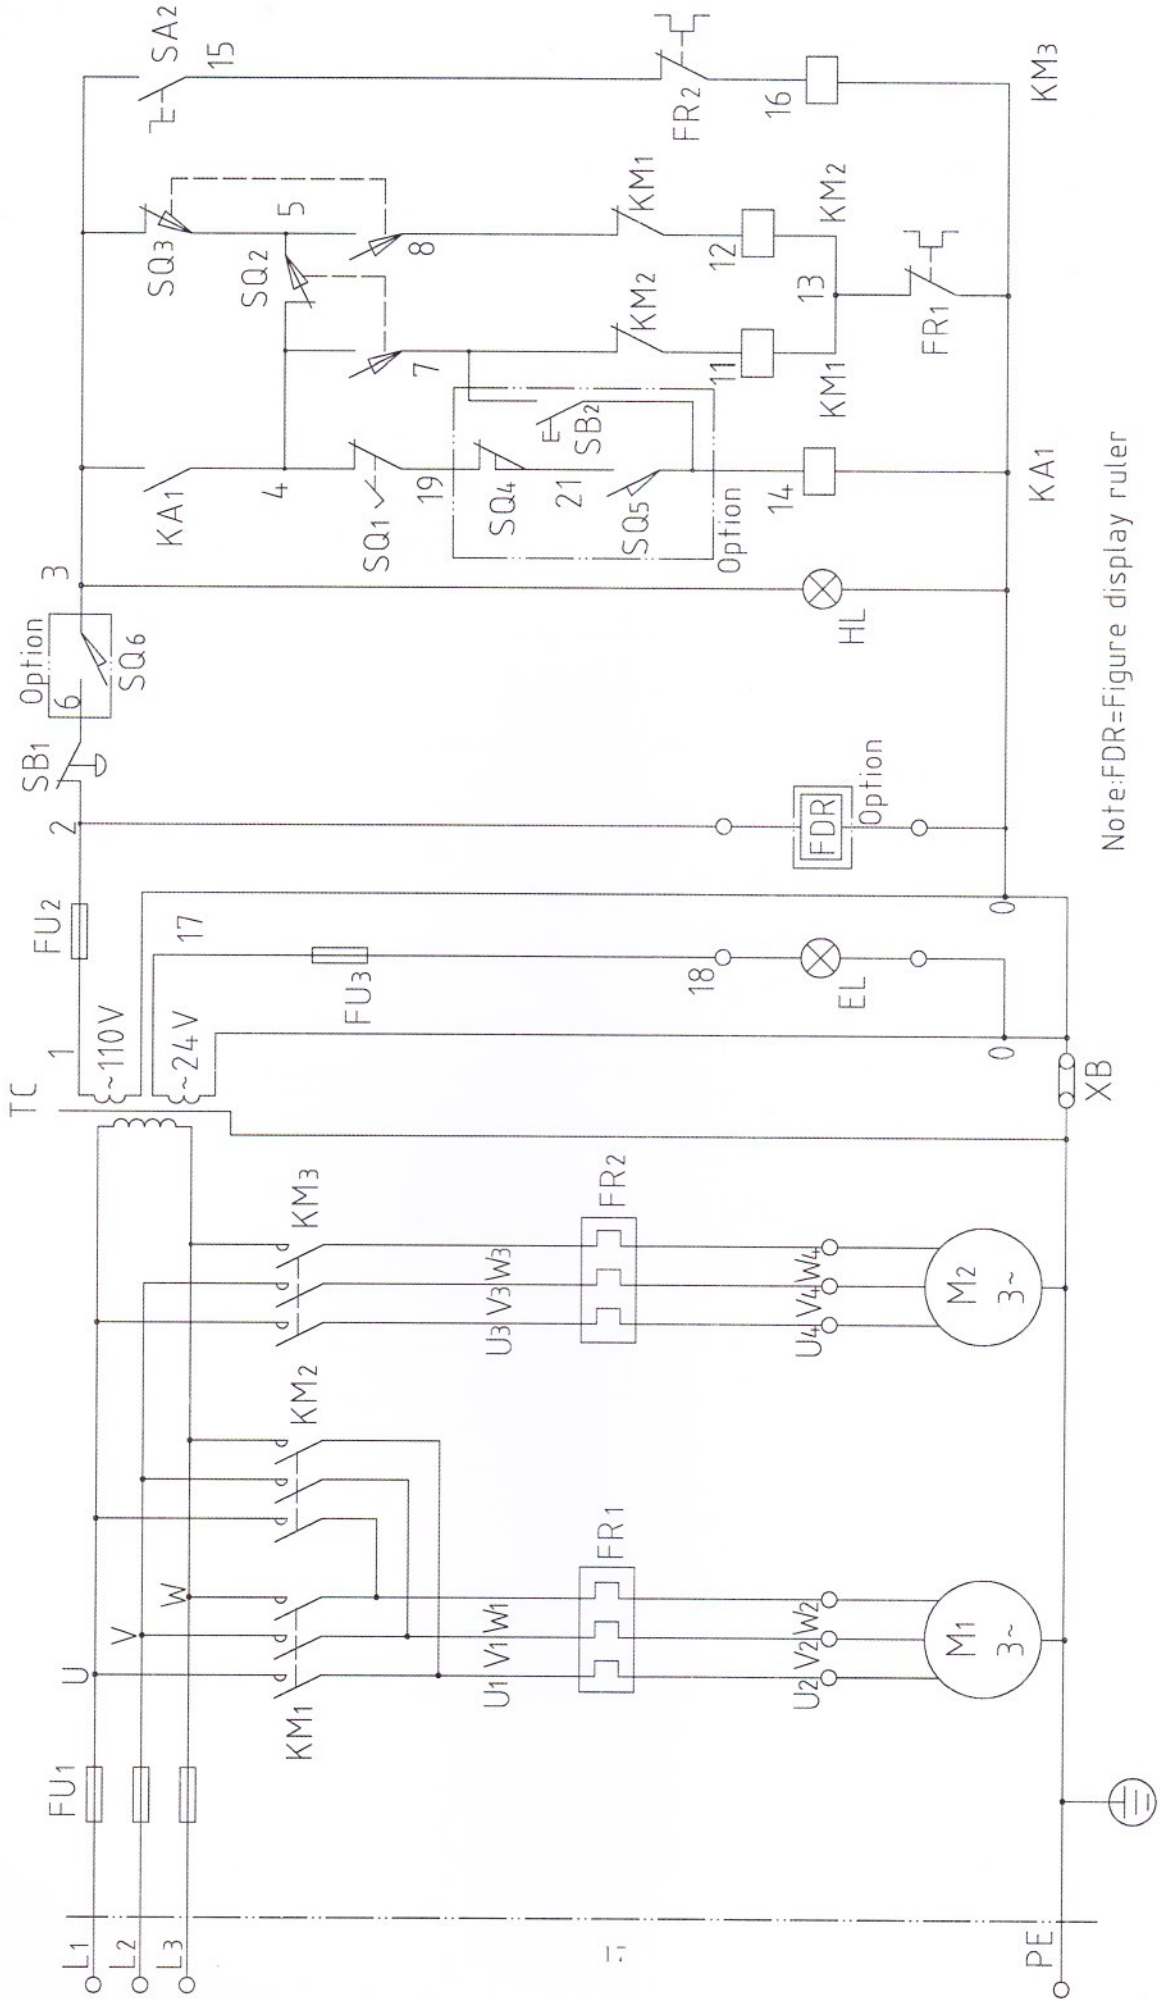 L1
L2
L3
PE
FU1
U
V
W
KM1
KM2
KM3
U1 V1 W1
FR1
U2 V2 W2
M1
3~
U3 V3 W3
FR2
U4 V4 W4
M2
3~
TC
1
~110V
~24V
17
FU2
FU3
18
EL
0
0
XB
2
SB1
6
Option
SQ6
3
FDR
Option
HL
KA1
4
SQ1
19
SQ4
21
SQ5
SB2
Option
14
KA1
7
KM2
11
KM1
SQ3
SQ2
5
8
KM1
12
KM2
13
FR1
SA2
15
FR2
16
KM3
Note:FDR=Figure display ruler